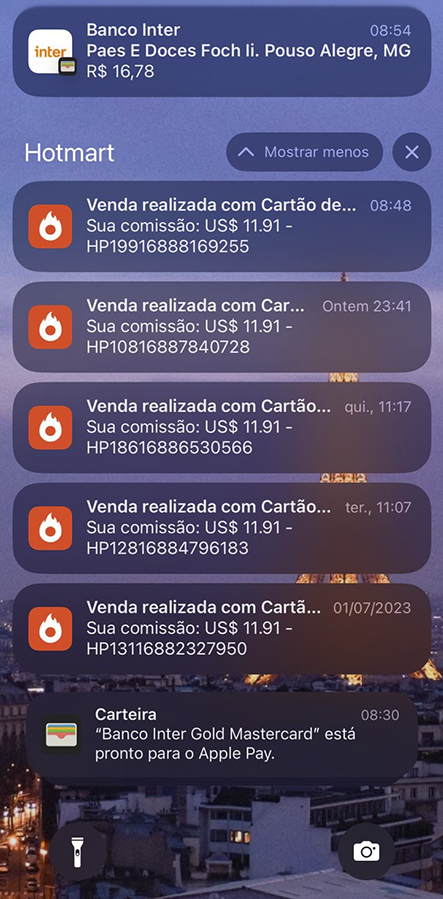 Banco Inter 08:54
inter
Paes E Doces Foch Ii. Pouso Alegre, MG
R$ 16,78
Hotmart
Mostrar menos
Venda realizada com Cartão de... 08:48
Sua comissão: US$ 11.91 -
HP19916888169255
Venda realizada com Car... Ontem 23:41
Sua comissão: US$ 11.91 -
HP10816887840728
Venda realizada com Cartão... qui., 11:17
Sua comissão: US$ 11.91 -
HP18616886530566
Venda realizada com Cartão... ter., 11:07
Sua comissão: US$ 11.91 -
HP12816884796183
Venda realizada com Cartã... 01/07/2023
Sua comissão: US$ 11.91 -
HP13116882327950
Carteira 08:30
“Banco Inter Gold Mastercard” está
pronto para o Apple Pay.